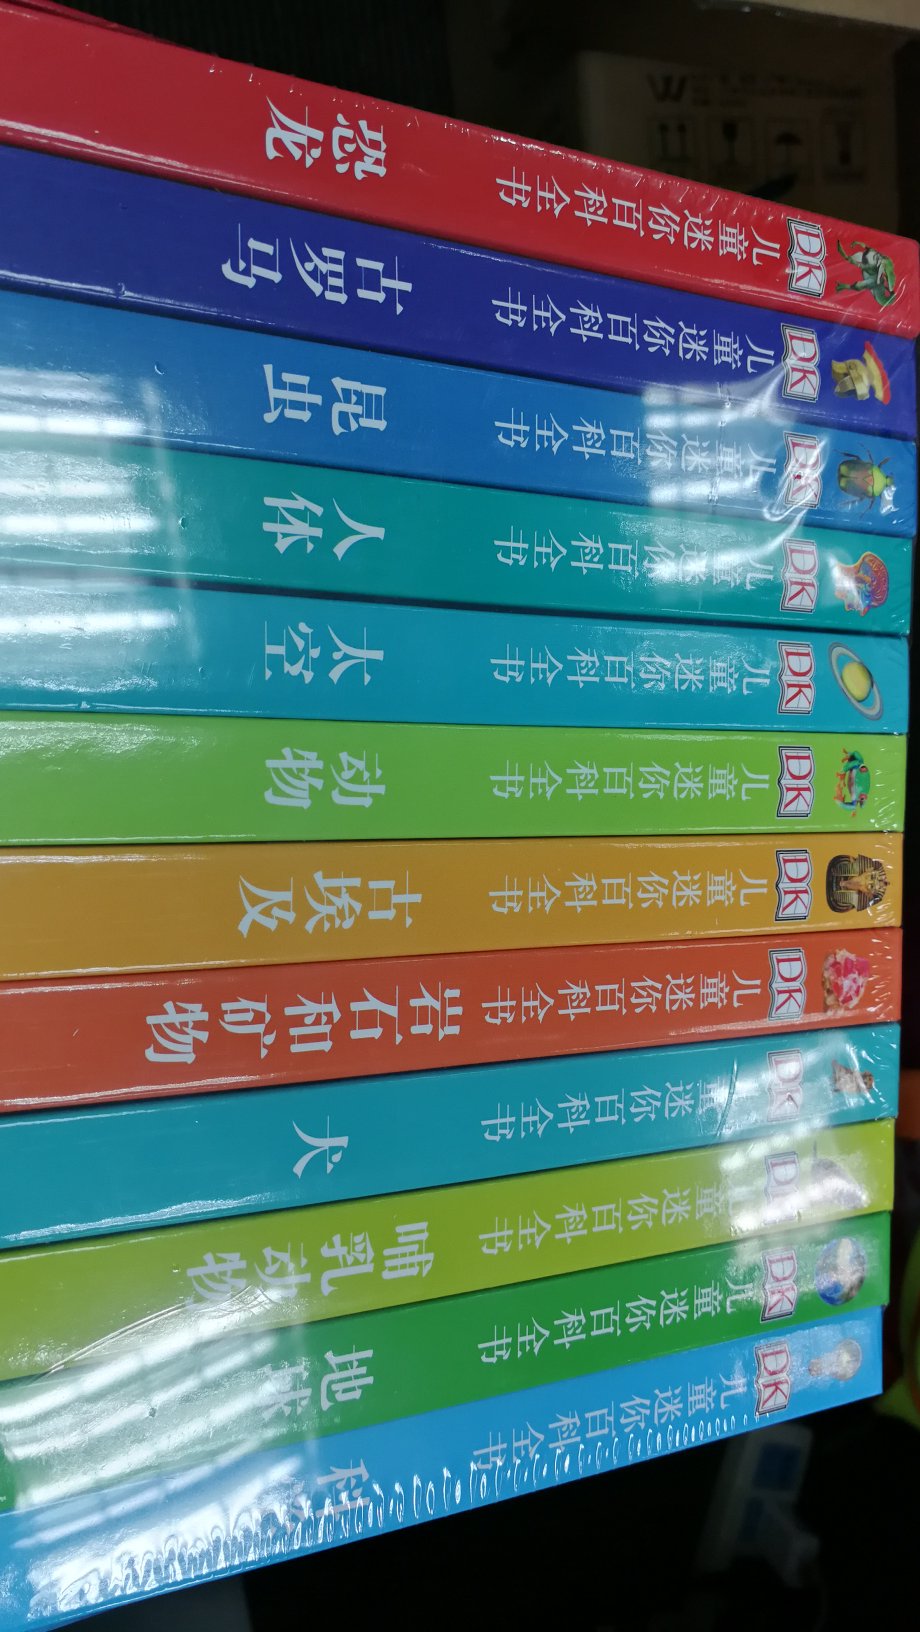 DK 儿童迷你百科全书 恐龙
DK 儿童迷你百科全书 古罗马
DK 儿童迷你百科全书 昆虫
DK 儿童迷你百科全书 人体
DK 儿童迷你百科全书 太空
DK 儿童迷你百科全书 动物
DK 儿童迷你百科全书 古埃及
DK 儿童迷你百科全书 岩石和矿物
DK 童迷你百科全书 犬
DK 童迷你百科全书 哺乳动物
DK 儿童迷你百科全书 地球
DK 儿童迷你百科全书 科
W